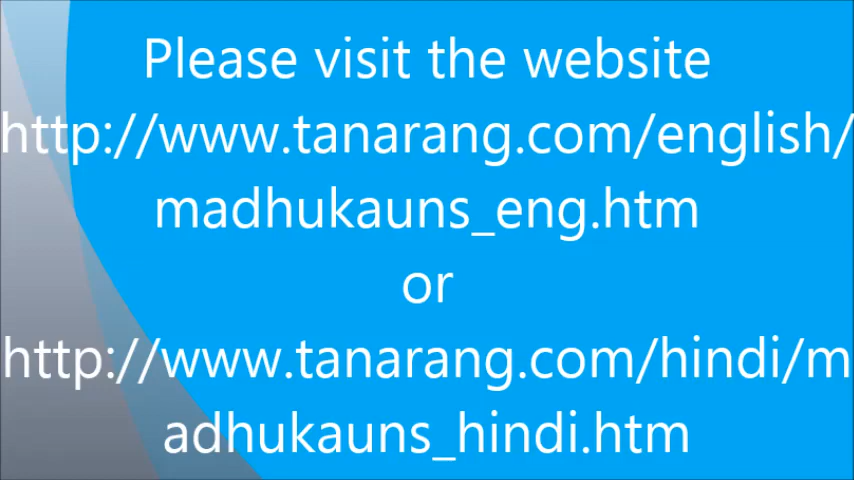 Please visit the website
http://www.tanarang.com/english/
madhukauns_eng.htm
or
http://www.tanarang.com/hindi/m
adhukauns_hindi.htm